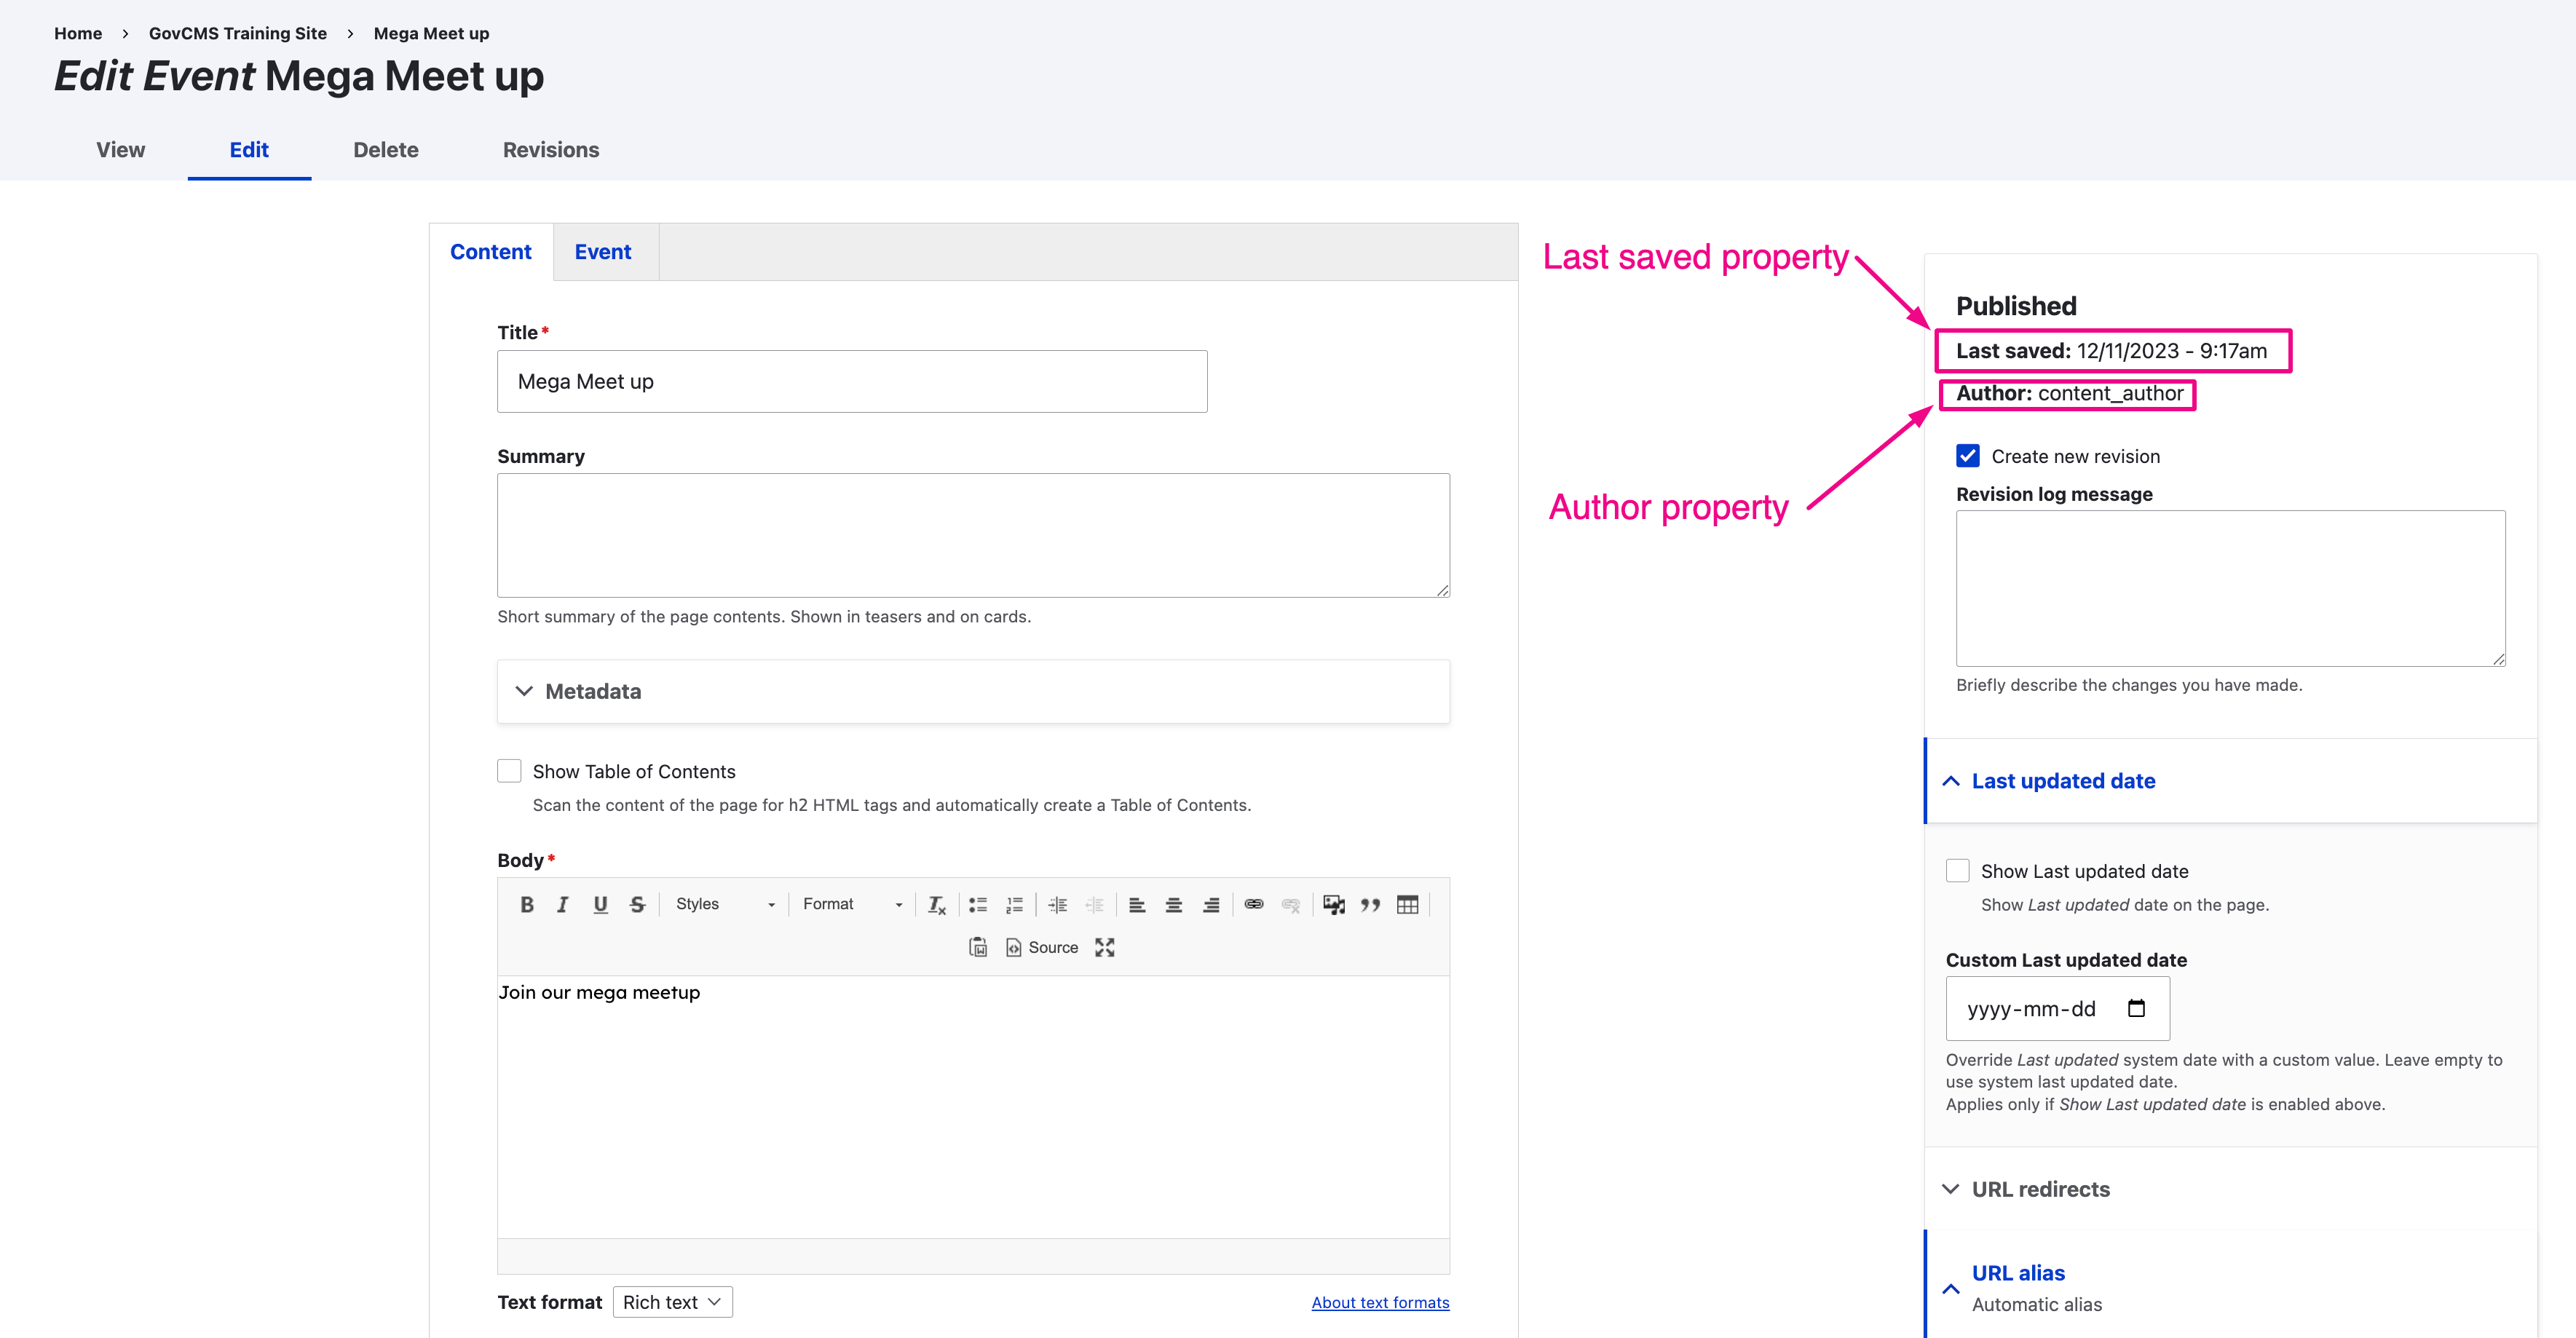 Home › GovCMS Training Site › Mega Meet up
Edit Event Mega Meet up
View Edit Delete Revisions
Content Event
Title*
Mega Meet up
Summary
Short summary of the page contents. Shown in teasers and on cards.
Metadata
Show Table of Contents
Scan the content of the page for h2 HTML tags and automatically create a Table of Contents.
Body*
B I U S Styles Format Tx
Source
Join our mega meetup
Text format Rich text
About text formats
Last saved property
Author property
Published
Last saved: 12/11/2023 - 9:17am
Author: content_author
Create new revision
Revision log message
Briefly describe the changes you have made.
Last updated date
Show Last updated date
Show Last updated date on the page.
Custom Last updated date
yyyy-mm-dd
Override Last updated system date with a custom value. Leave empty to
use system last updated date.
Applies only if Show Last updated date is enabled above.
URL redirects
URL alias
Automatic alias